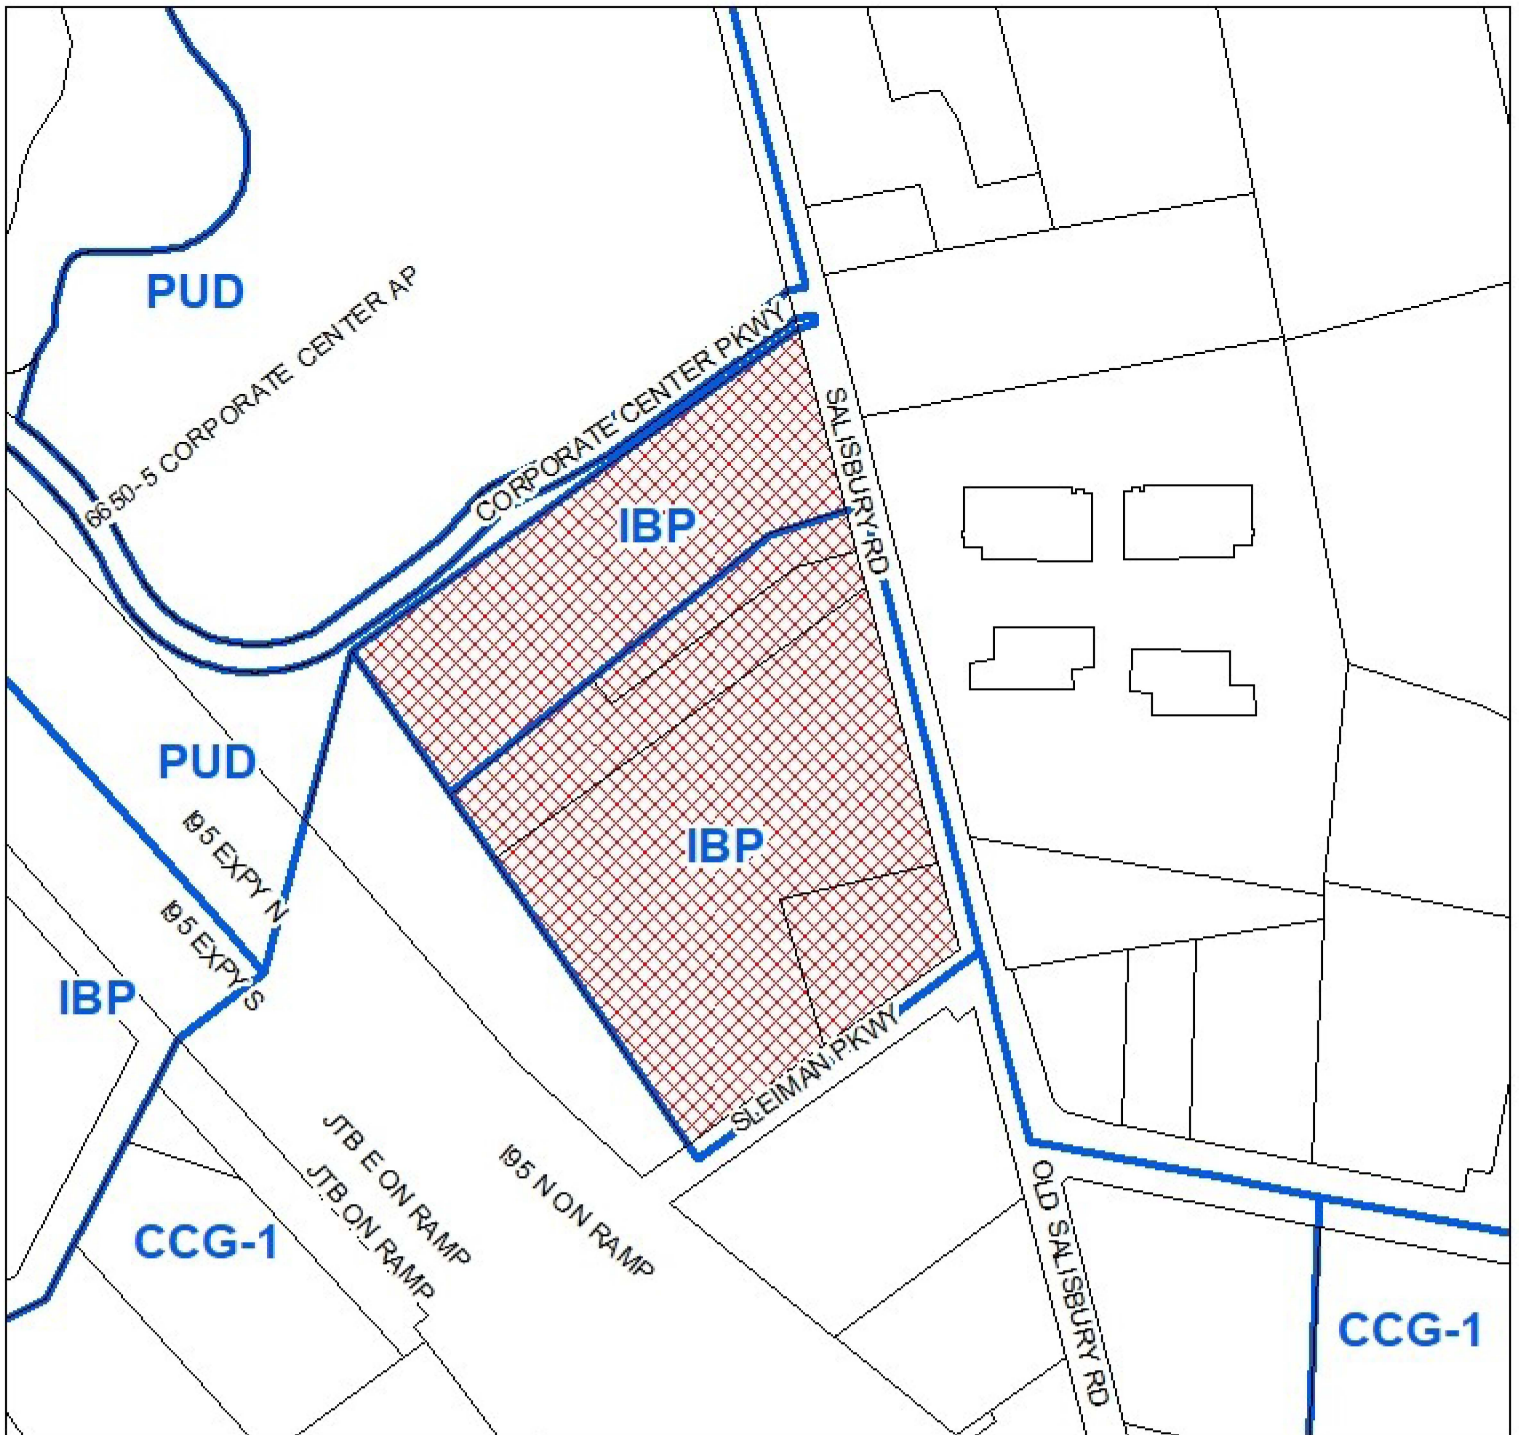 PUD
6650-5 CORPORATE CENTER AP
CORPORATE CENTER PKWY
SALISBURY RD
IBP
PUD
I95 EXPY N
IBP
I95 EXPY S
IBP
SLEIMAN PKWY
JTB E ON RAMP
JTB ON RAMP
I95 N ON RAMP
OLD SALISBURY RD
CCG-1
CCG-1